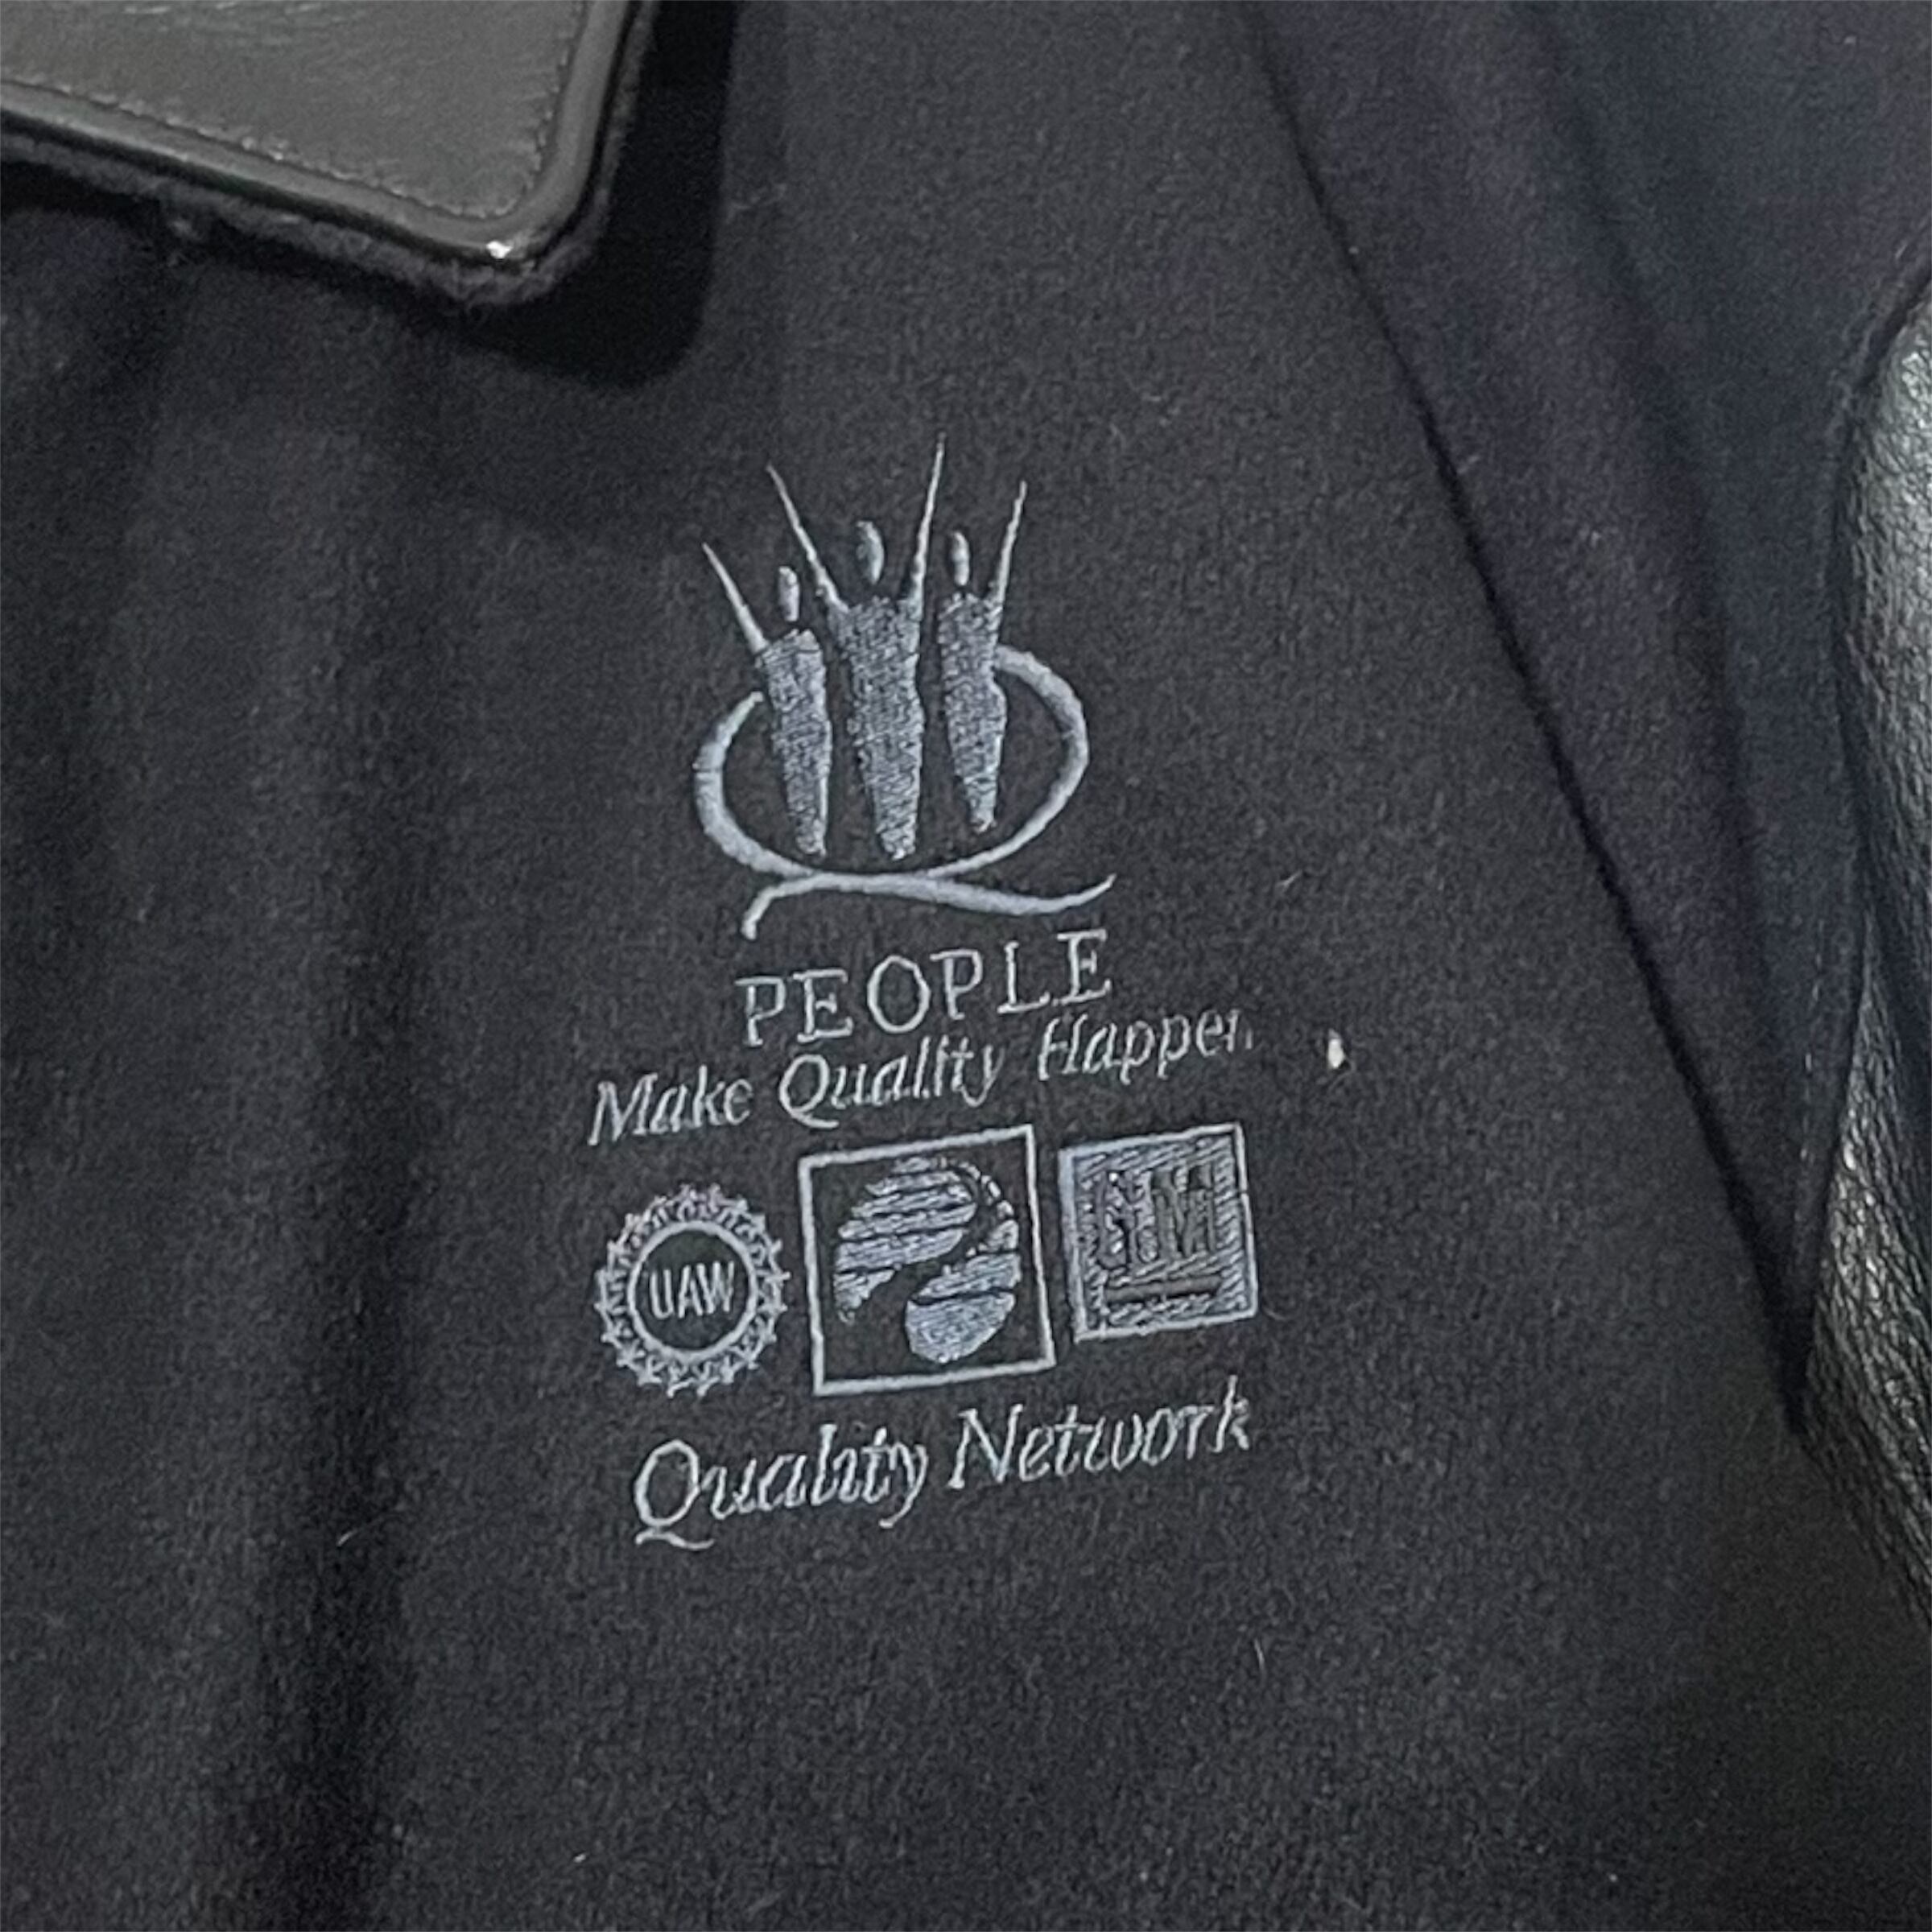 PEOPLE
Make Quality Happen
UAW
GM
Quality Network